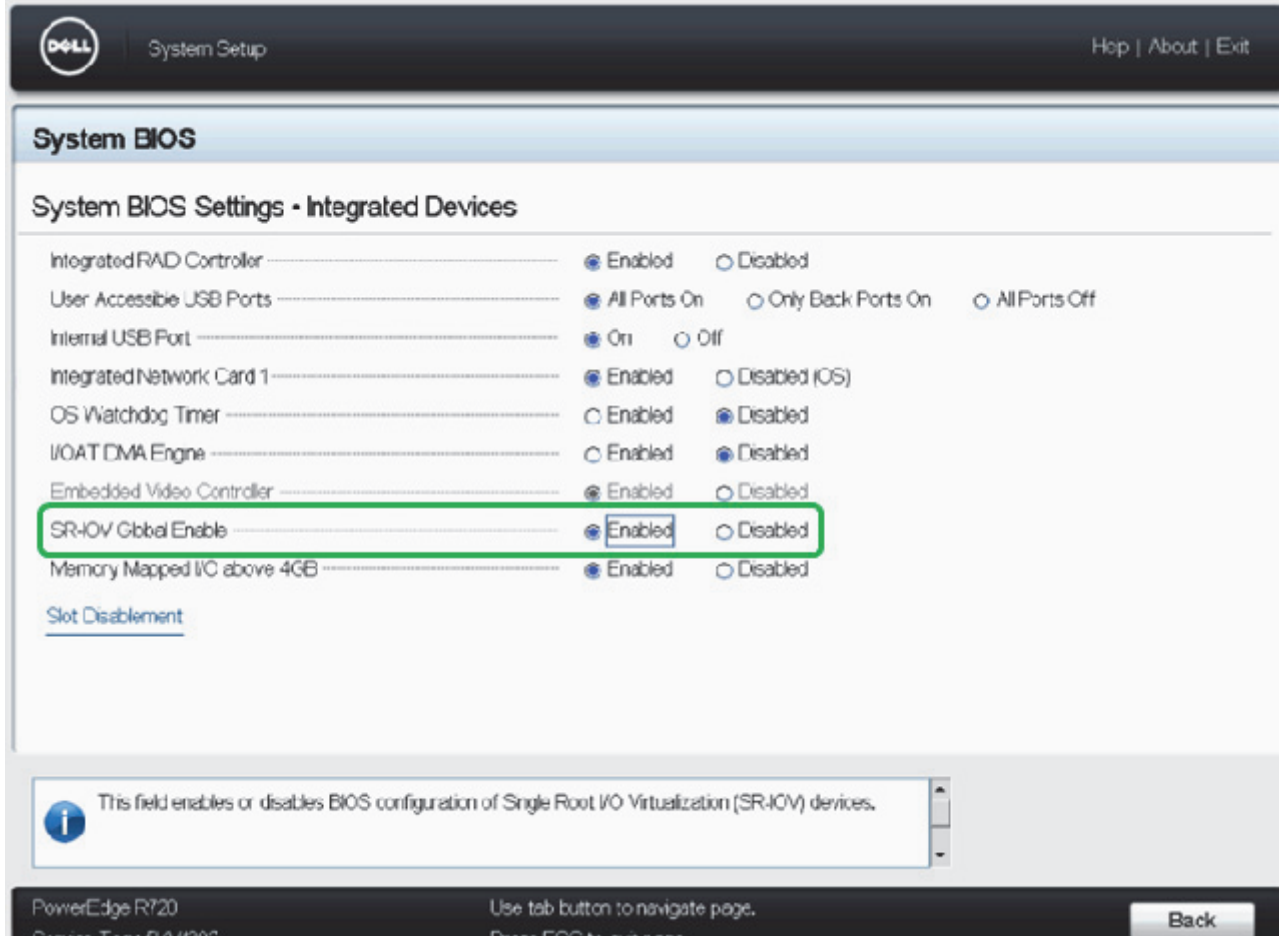 DELL
System Setup
Help | About | Exit
System BIOS
System BIOS Settings • Integrated Devices
Integrated RAID Controller Enabled Disabled
User Accessible USB Ports All Ports On Only Back Ports On All Ports Off
Internal USB Port On Off
Integrated Network Card 1 Enabled Disabled (OS)
OS Watchdog Timer Enabled Disabled
I/OAT DMA Engine Enabled Disabled
Embedded Video Controller Enabled Disabled
SR-IOV Global Enable Enabled Disabled
Memory Mapped I/O above 4GB Enabled Disabled
Slot Disablement
This field enables or disables BIOS configuration of Single Root I/O Virtualization (SR-IOV) devices.
PowerEdge R720
Use tab button to navigate page.
Back